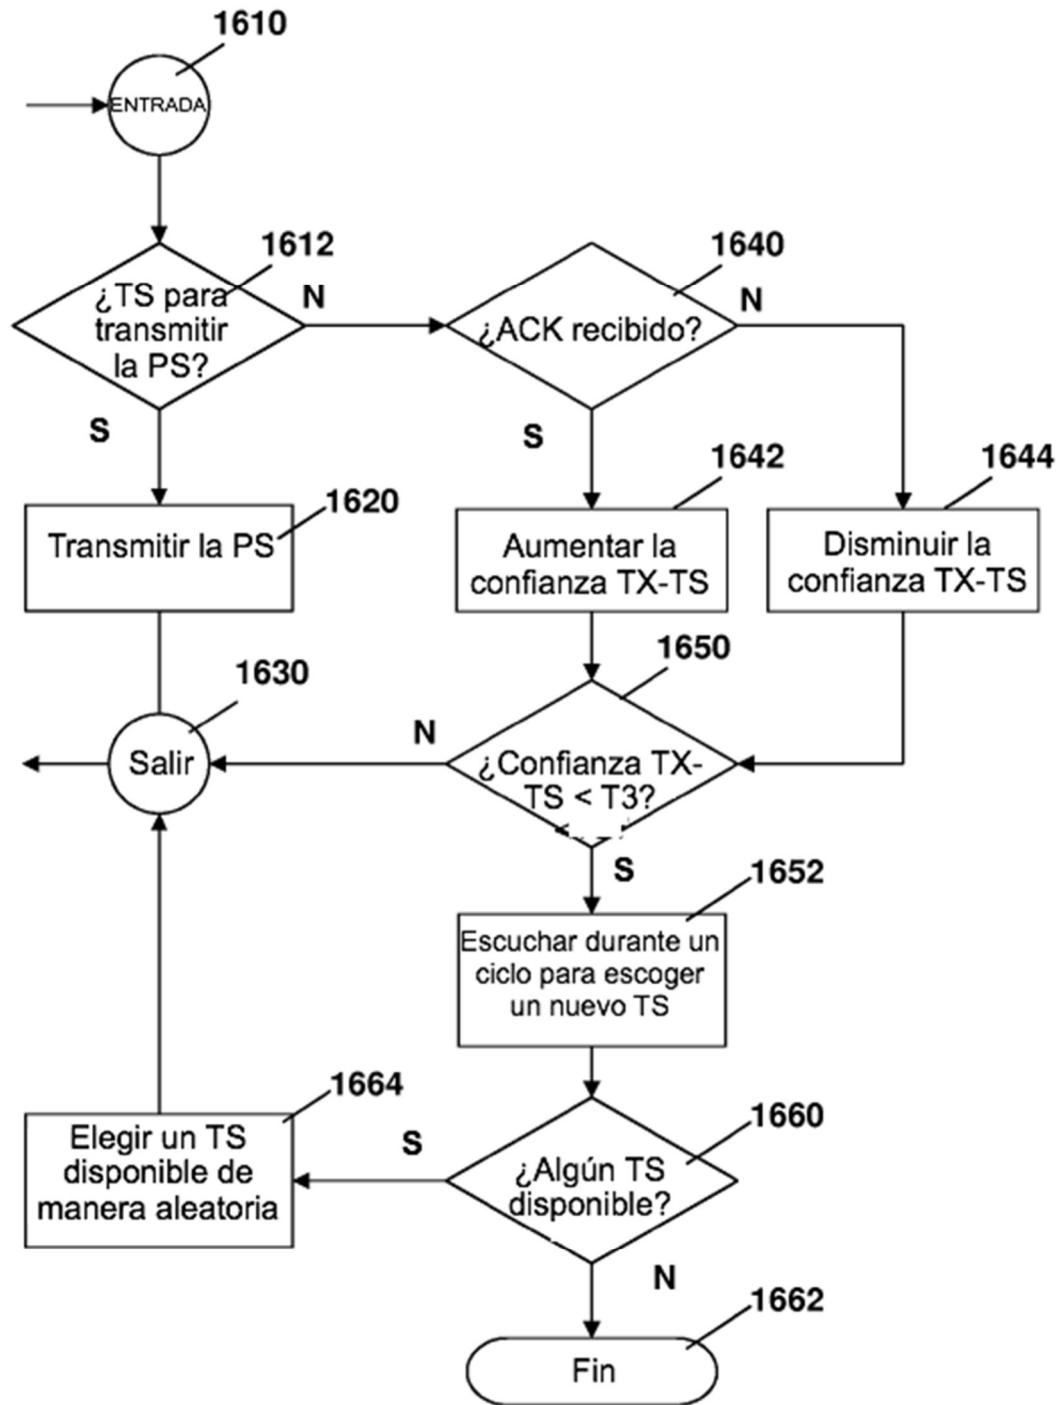 1610
ENTRADA
1612
¿TS para
transmitir
la PS?
N
S
1640
¿ACK recibido?
N
S
1620
Transmitir la PS
1642
Aumentar la
confianza TX-TS
1644
Disminuir la
confianza TX-TS
1630
Salir
1650
¿Confianza TX-
TS < T3?
N
S
1652
Escuchar durante un
ciclo para escoger
un nuevo TS
1664
Elegir un TS
disponible de
manera aleatoria
1660
¿Algún TS
disponible?
S
N
1662
Fin